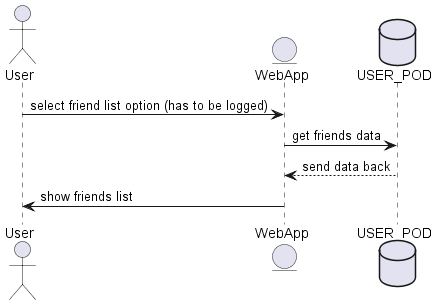 User
WebApp
USER_POD
select friend list option (has to be logged)
get friends data
send data back
show friends list
User
WebApp
USER_POD